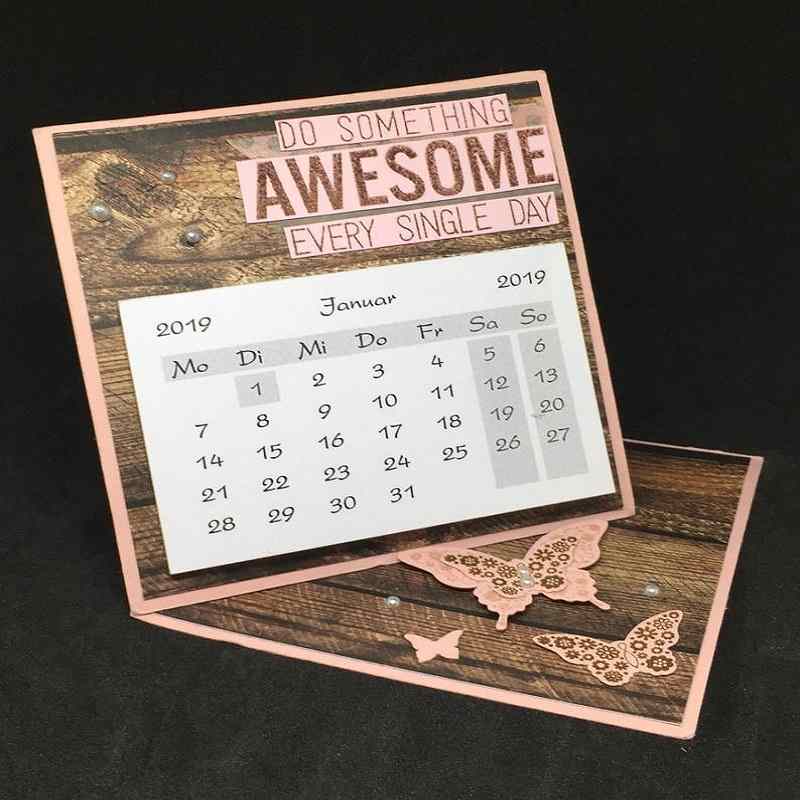 DO SOMETHING
AWESOME
EVERY SINGLE DAY
2019 Januar 2019
Mo Di Mi Do Fr Sa So
1 2 3 4 5 6
7 8 9 10 11 12 13
14 15 16 17 18 19 20
21 22 23 24 25 26 27
28 29 30 31